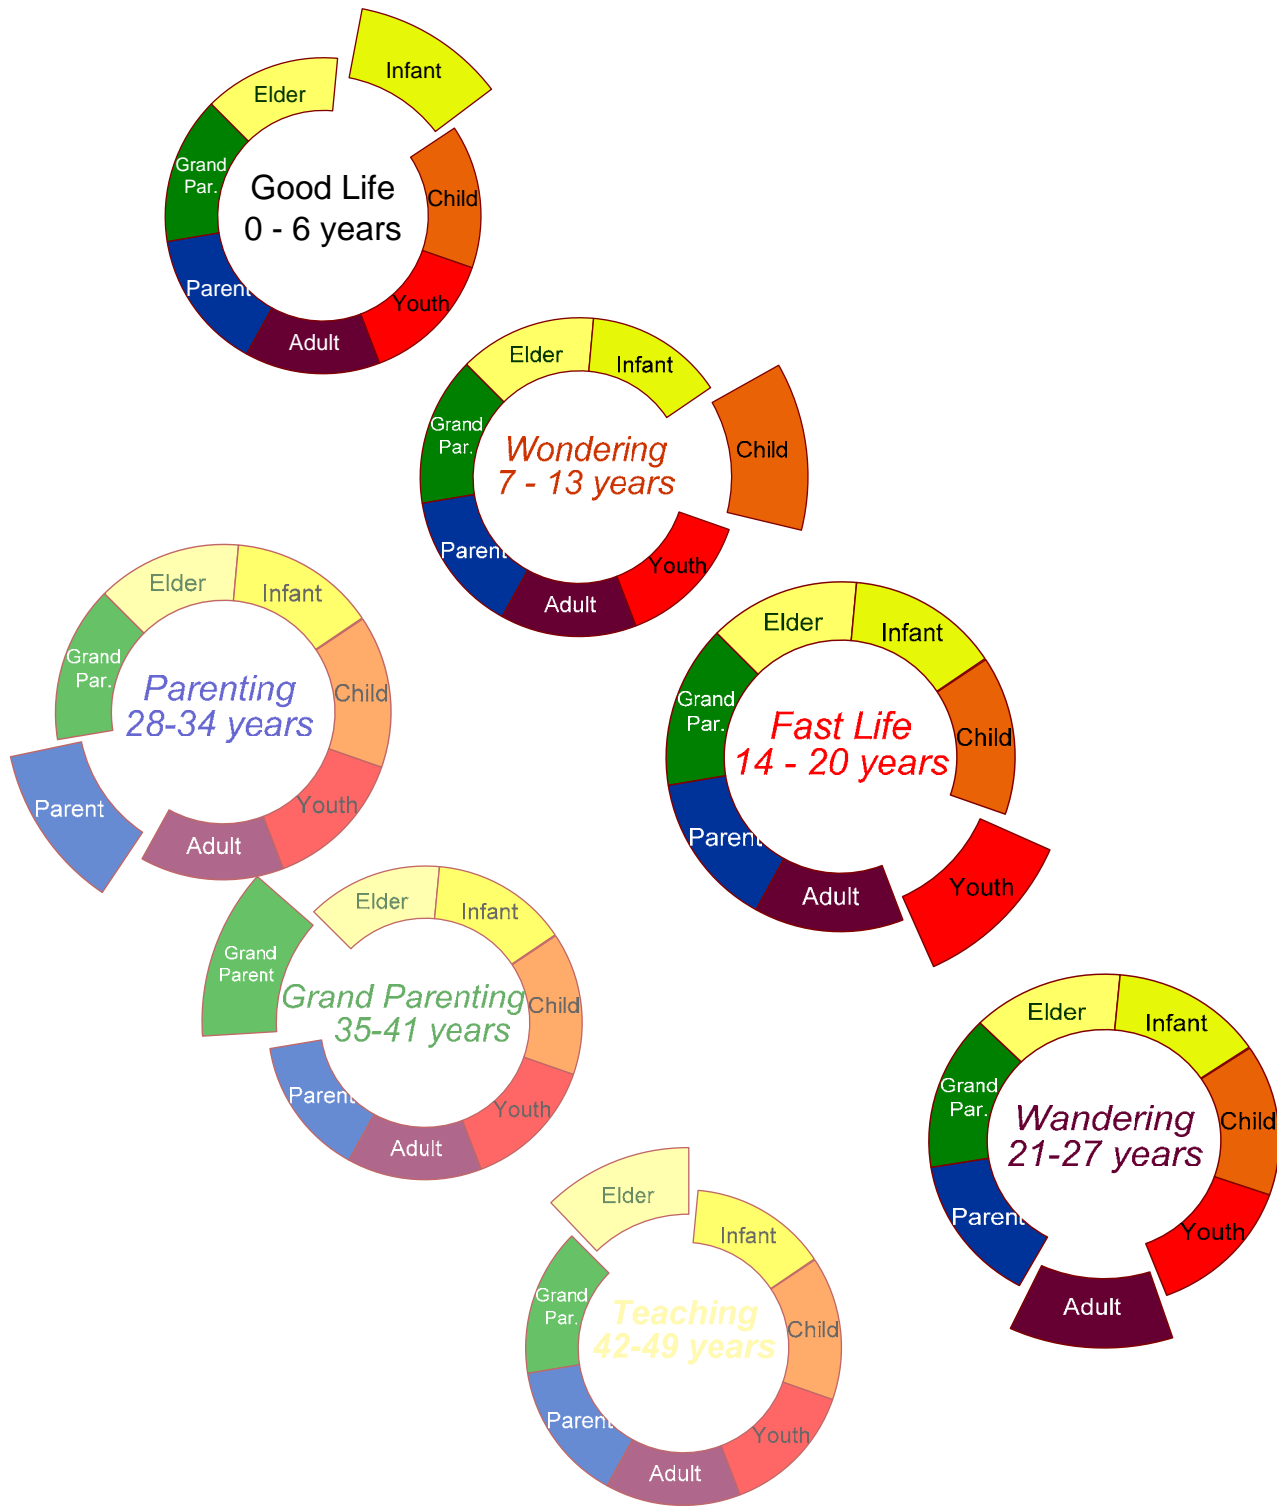 Infant
Elder
Grand
Par.
Child
Good Life
0 - 6 years
Parent
Youth
Adult
Elder
Infant
Grand
Par.
Child
Wondering
7 - 13 years
Parent
Youth
Adult
Elder
Infant
Grand
Par.
Child
Fast Life
14 - 20 years
Parent
Youth
Adult
Elder
Infant
Grand
Par.
Child
Wandering
21-27 years
Parent
Youth
Adult
Elder
Infant
Grand
Par.
Child
Parenting
28-34 years
Parent
Youth
Adult
Elder
Infant
Grand
Parent
Child
Grand Parenting
35-41 years
Parent
Youth
Adult
Elder
Infant
Grand
Par.
Child
Teaching
42-49 years
Parent
Youth
Adult